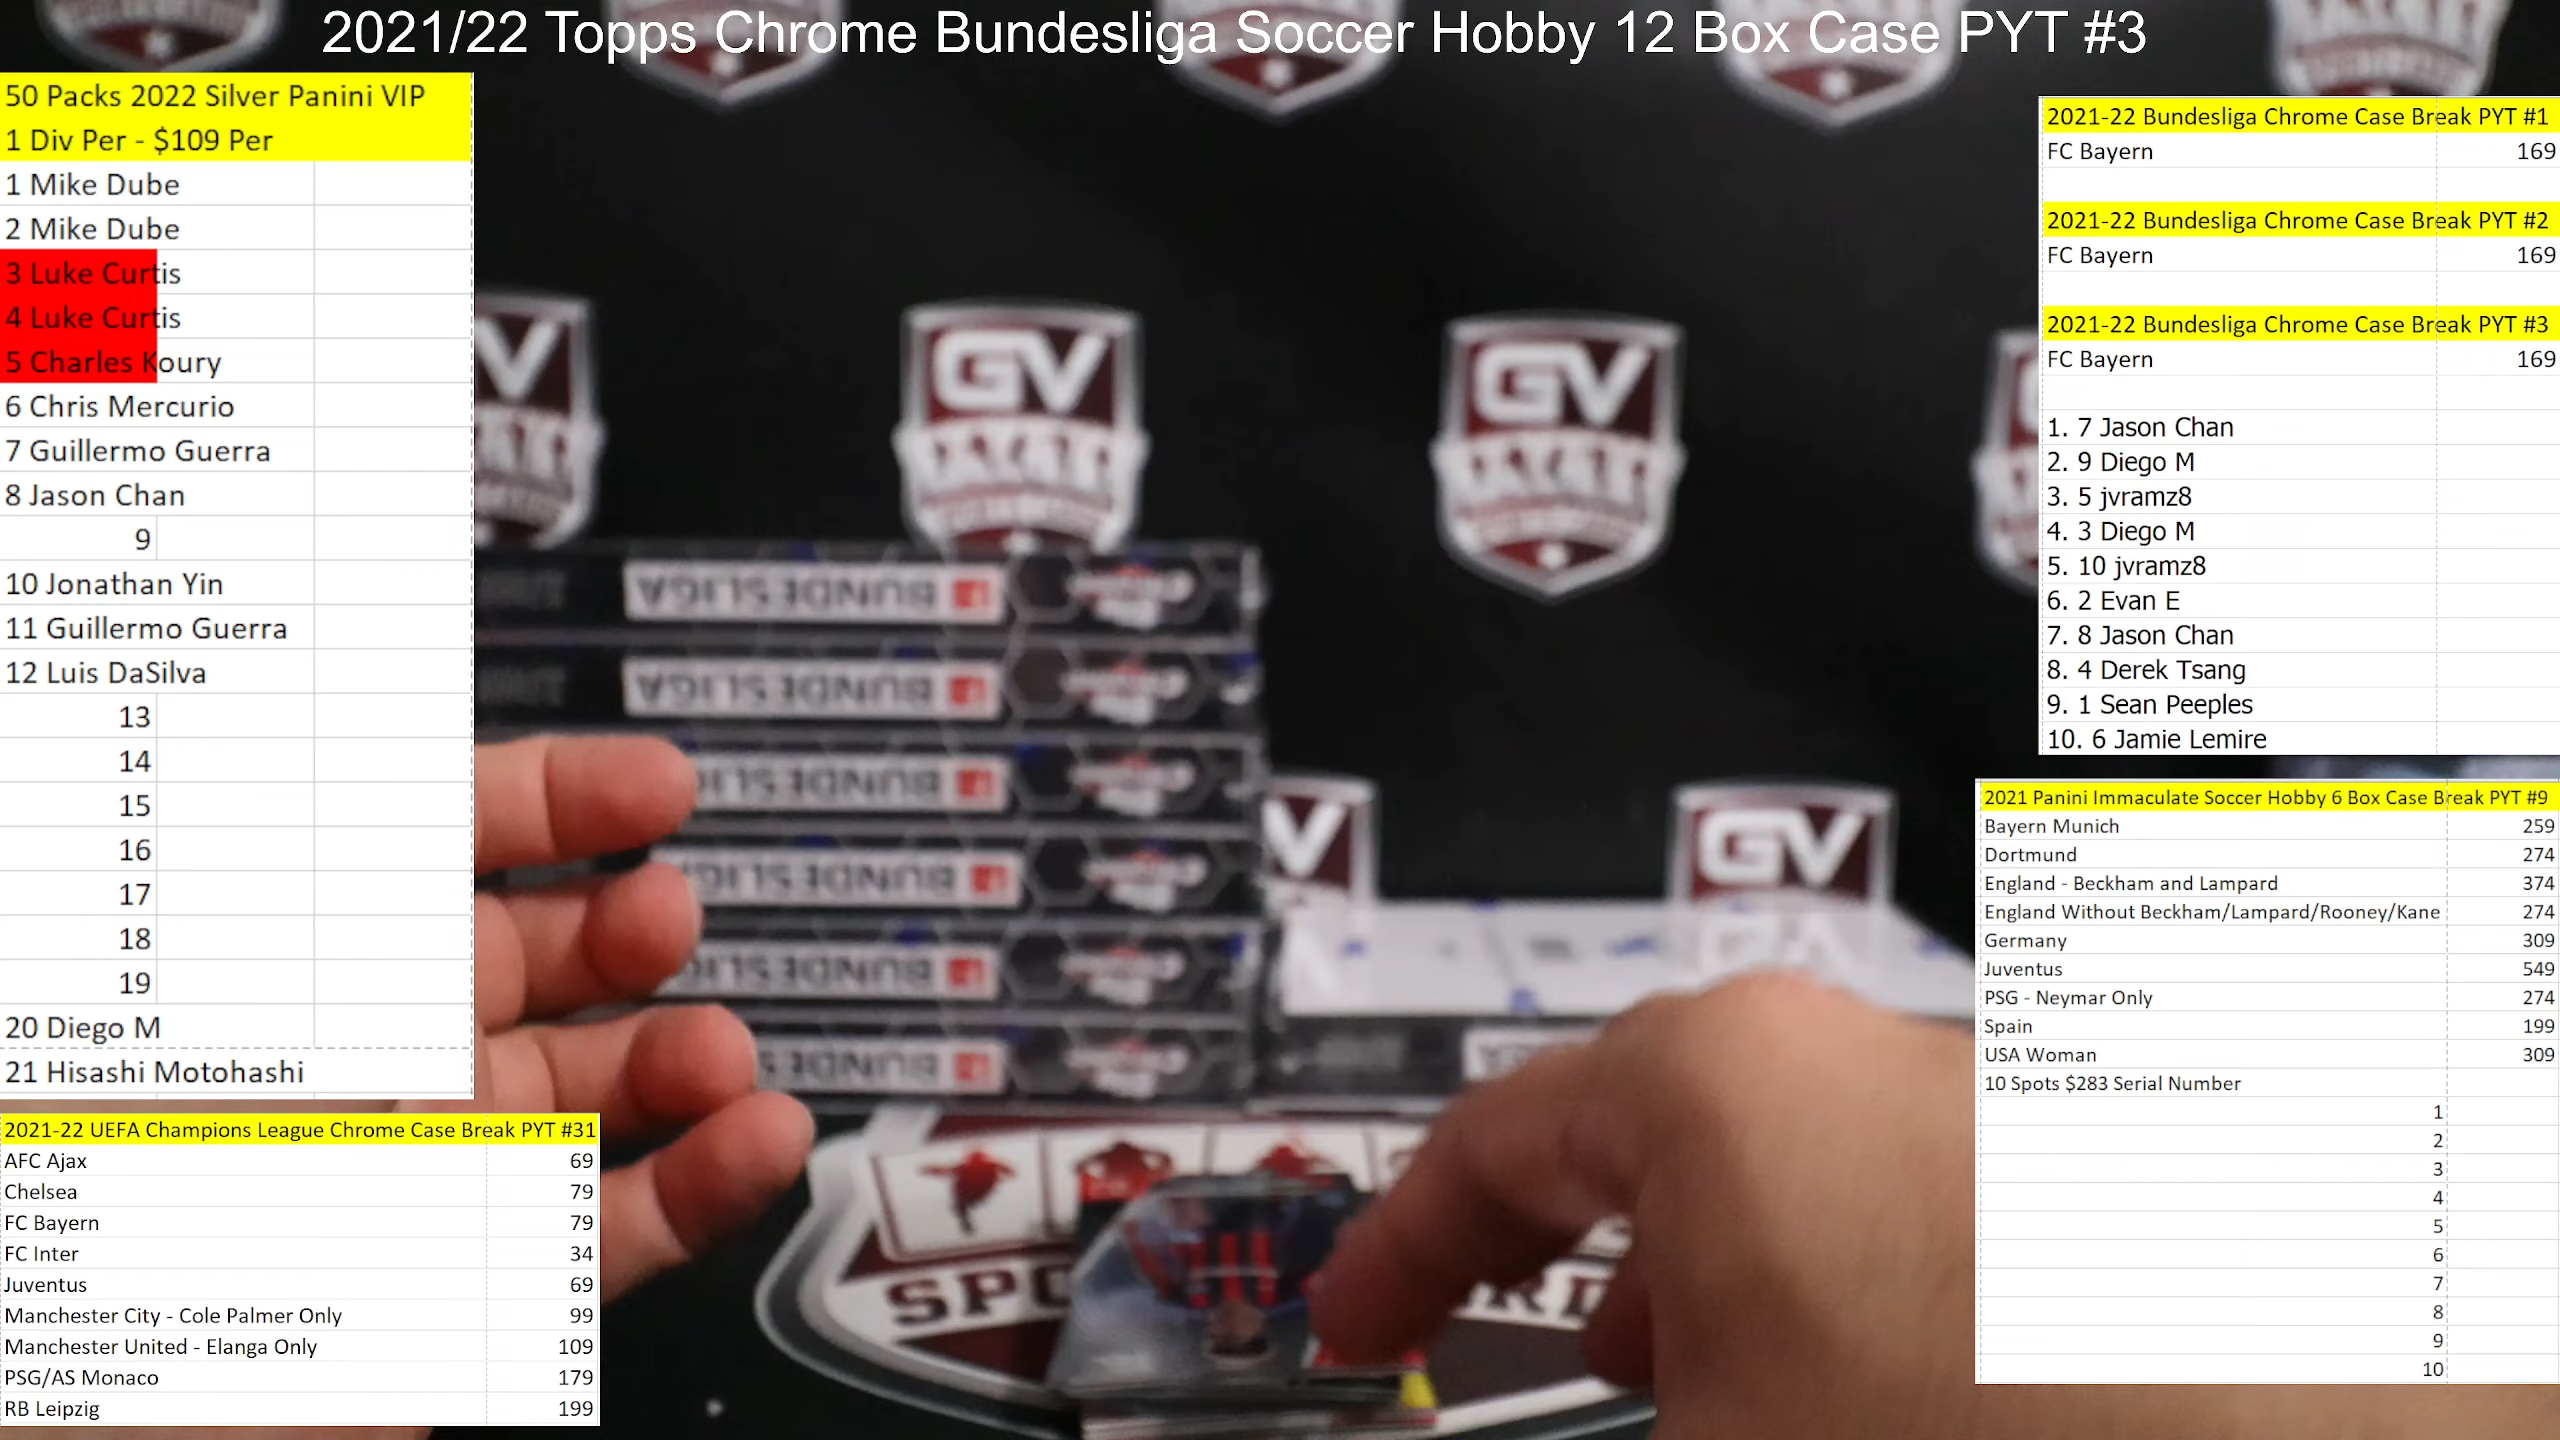 2021/22 Topps Chrome Bundesliga Soccer Hobby 12 Box Case PYT #3
50 Packs 2022 Silver Panini VIP
1 Div Per - $109 Per
1 Mike Dube
2 Mike Dube
3 Luke Curtis
4 Luke Curtis
5 Charles Koury
6 Chris Mercurio
7 Guillermo Guerra
8 Jason Chan
9
10 Jonathan Yin
11 Guillermo Guerra
12 Luis DaSilva
13
14
15
16
17
18
19
20 Diego M
21 Hisashi Motohashi
2021-22 UEFA Champions League Chrome Case Break PYT #31
AFC Ajax 69
Chelsea 79
FC Bayern 79
FC Inter 34
Juventus 69
Manchester City - Cole Palmer Only 99
Manchester United - Elanga Only 109
PSG/AS Monaco 179
RB Leipzig 199
GV
GV
V
BUNDESLIGA
BUNDESLIGA
BUNDESLIGA
BUNDESLIGA
BUNDESLIGA
BUNDESLIGA
V
GV
SPO
2021-22 Bundesliga Chrome Case Break PYT #1
FC Bayern 169
2021-22 Bundesliga Chrome Case Break PYT #2
FC Bayern 169
2021-22 Bundesliga Chrome Case Break PYT #3
FC Bayern 169
1. 7 Jason Chan
2. 9 Diego M
3. 5 jvramz8
4. 3 Diego M
5. 10 jvramz8
6. 2 Evan E
7. 8 Jason Chan
8. 4 Derek Tsang
9. 1 Sean Peeples
10. 6 Jamie Lemire
2021 Panini Immaculate Soccer Hobby 6 Box Case Break PYT #9
Bayern Munich 259
Dortmund 274
England - Beckham and Lampard 374
England Without Beckham/Lampard/Rooney/Kane 274
Germany 309
Juventus 549
PSG - Neymar Only 274
Spain 199
USA Woman 309
10 Spots $283 Serial Number
1
2
3
4
5
6
7
8
9
10